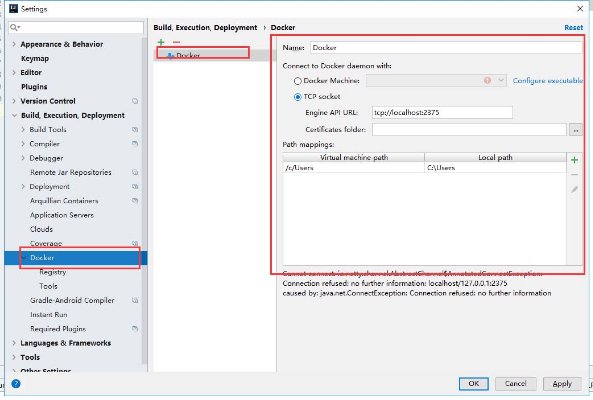 Settings
Build, Execution, Deployment › Docker
Reset
Appearance & Behavior
Keymap
Editor
Plugins
Version Control
Build, Execution, Deployment
Build Tools
Compiler
Debugger
Remote Jar Repositories
Deployment
Arquillian Containers
Application Servers
Clouds
Coverage
Docker
Registry
Tools
Gradle-Android Compiler
Instant Run
Required Plugins
Languages & Frameworks
Tools
Other Settings
Docker
Name: Docker
Connect to Docker daemon with:
Docker Machine:
Configure executable
TCP socket
Engine API URL: tcp://localhost:2375
Certificates folder:
Path mappings:
Virtual machine path Local path
/c/Users C:\Users
Cannot connect: io.netty.channel.AbstractChannel$AnnotatedConnectException:
Connection refused: no further information: localhost/127.0.0.1:2375
caused by: java.net.ConnectException: Connection refused: no further information
OK Cancel Apply